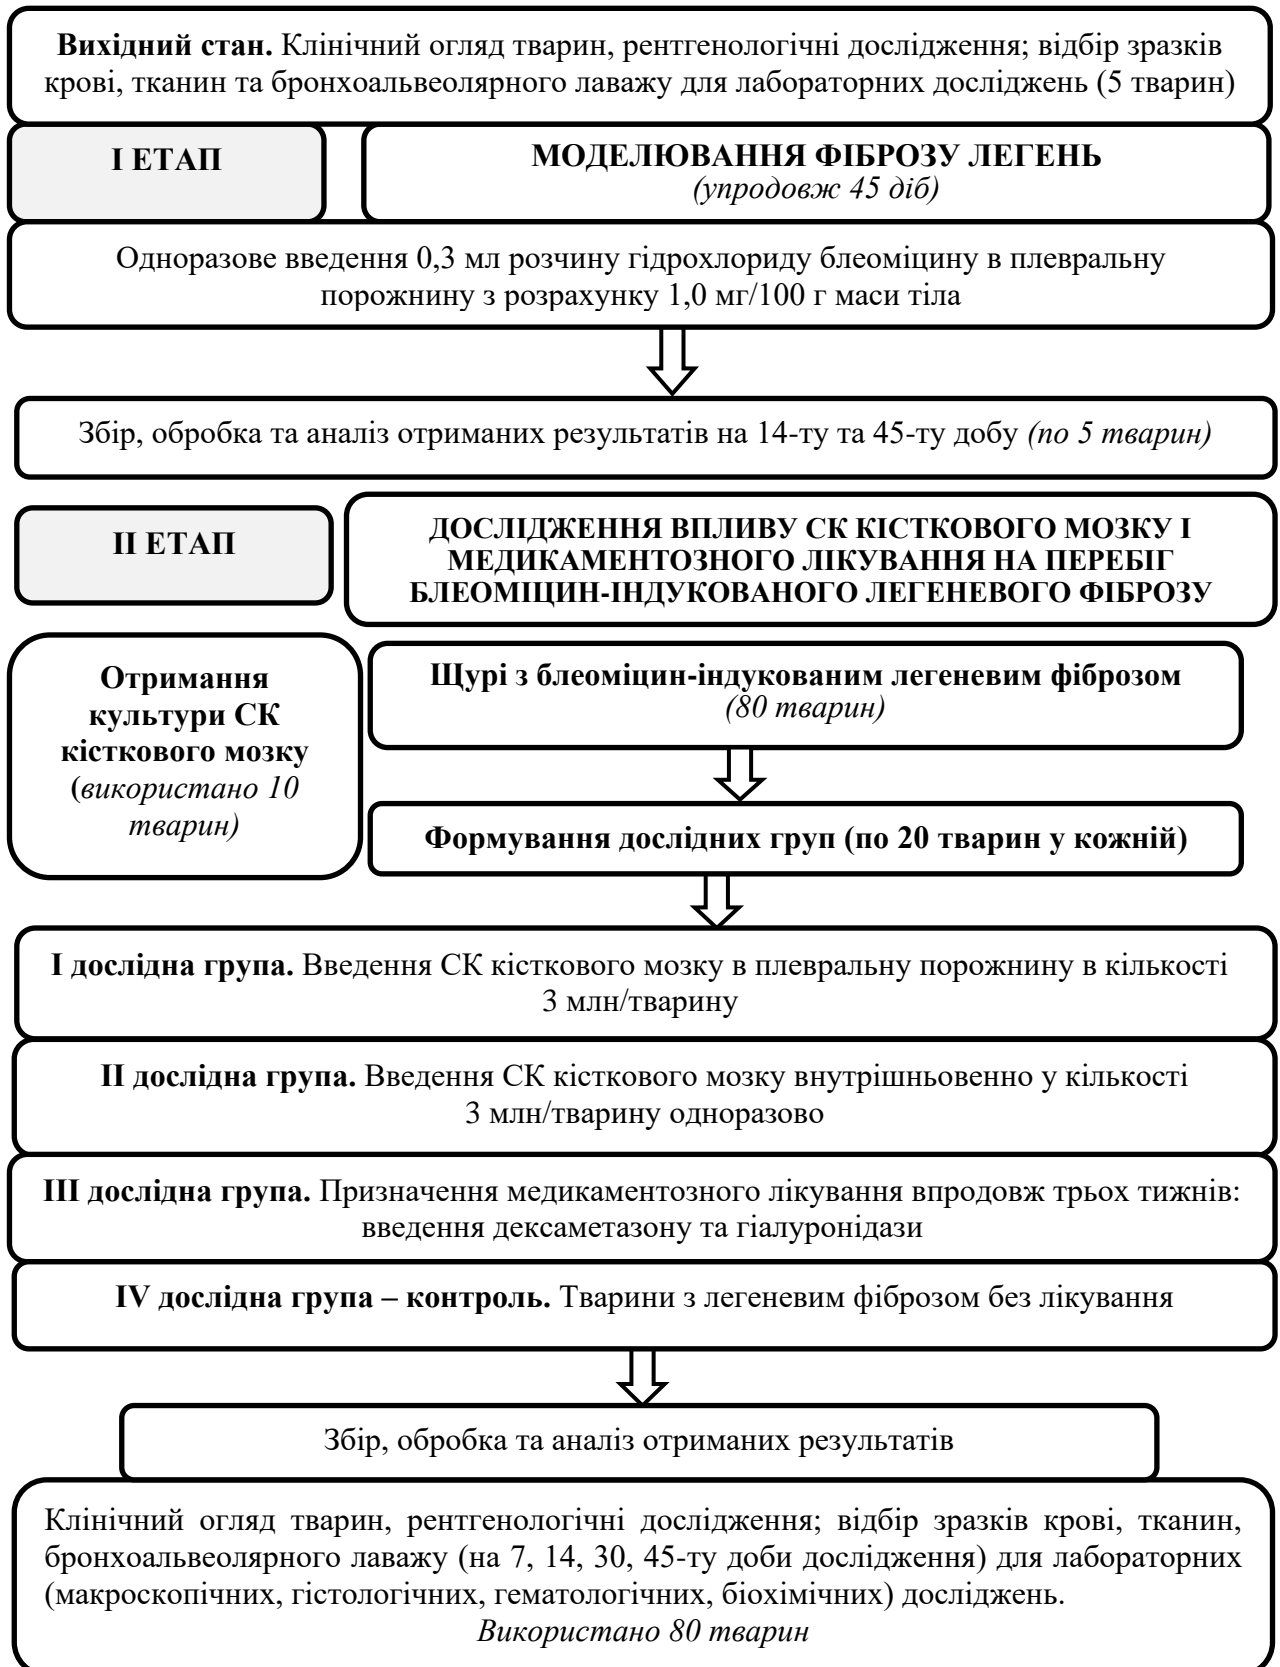 Вихідний стан. Клінічний огляд тварин, рентгенологічні дослідження; відбір зразків
крові, тканин та бронхоальвеолярного лаважу для лабораторних досліджень (5 тварин)
І ЕТАП
МОДЕЛЮВАННЯ ФІБРОЗУ ЛЕГЕНЬ
(упродовж 45 діб)
Одноразове введення 0,3 мл розчину гідрохлориду блеоміцину в плевральну
порожнину з розрахунку 1,0 мг/100 г маси тіла
Збір, обробка та аналіз отриманих результатів на 14-ту та 45-ту добу (по 5 тварин)
ІІ ЕТАП
ДОСЛІДЖЕННЯ ВПЛИВУ СК КІСТКОВОГО МОЗКУ І
МЕДИКАМЕНТОЗНОГО ЛІКУВАННЯ НА ПЕРЕБІГ
БЛЕОМІЦИН-ІНДУКОВАНОГО ЛЕГЕНЕВОГО ФІБРОЗУ
Отримання
культури СК
кісткового мозку
(використано 10
тварин)
Щурі з блеоміцин-індукованим легеневим фіброзом
(80 тварин)
Формування дослідних груп (по 20 тварин у кожній)
І дослідна група. Введення СК кісткового мозку в плевральну порожнину в кількості
3 млн/тварину
ІІ дослідна група. Введення СК кісткового мозку внутрішньовенно у кількості
3 млн/тварину одноразово
ІІІ дослідна група. Призначення медикаментозного лікування впродовж трьох тижнів:
введення дексаметазону та гіалуронідази
ІV дослідна група – контроль. Тварини з легеневим фіброзом без лікування
Збір, обробка та аналіз отриманих результатів
Клінічний огляд тварин, рентгенологічні дослідження; відбір зразків крові, тканин,
бронхоальвеолярного лаважу (на 7, 14, 30, 45-ту доби дослідження) для лабораторних
(макроскопічних, гістологічних, гематологічних, біохімічних) досліджень.
Використано 80 тварин